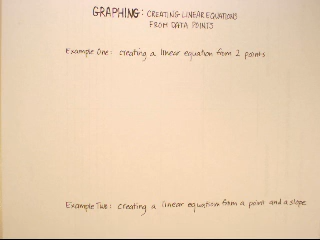 GRAPHING: CREATING LINEAR EQUATIONS
FROM DATA POINTS
Example One: creating a linear equation from 2 points
Example Two: creating a linear equation from a point and a slope